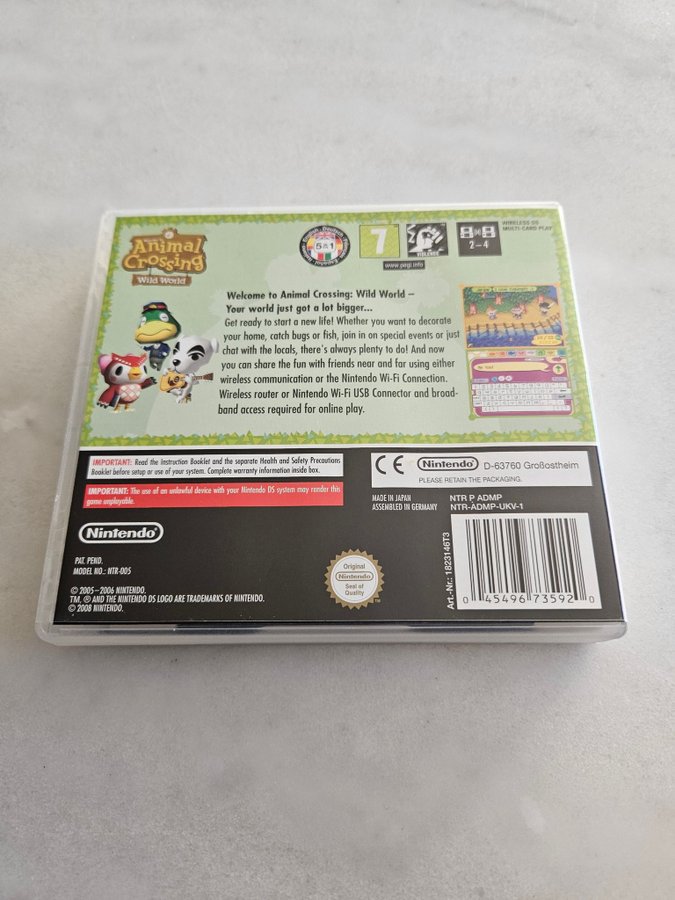 Animal
Crossing
Wild World
English · Deutsch
5 in 1
7
VIOLENCE
www.pegi.info
2–4
WIRELESS DS
MULTI-CARD PLAY
Welcome to Animal Crossing: Wild World –
Your world just got a lot bigger...
Get ready to start a new life! Whether you want to decorate
your home, catch bugs or fish, join in on special events or just
chat with the locals, there's always plenty to do! And now
you can share the fun with friends near and far using either
wireless communication or the Nintendo Wi-Fi Connection.
Wireless router or Nintendo Wi-Fi USB Connector and broad-
band access required for online play.
IMPORTANT: Read the Instruction Booklet and the separate Health and Safety Precautions
Booklet before setup or use of your system. Complete warranty information inside box.
IMPORTANT: The use of an unlawful device with your Nintendo DS system may render this
game unplayable.
CE Nintendo D-63760 Großostheim
PLEASE RETAIN THE PACKAGING.
MADE IN JAPAN
ASSEMBLED IN GERMANY
NTR P ADMP
NTR-ADMP-UKV-1
Nintendo
PAT. PEND.
MODEL NO.: NTR-005
© 2005–2006 NINTENDO.
TM, ® AND THE NINTENDO DS LOGO ARE TRADEMARKS OF NINTENDO.
© 2008 NINTENDO.
Original
Nintendo
Seal of
Quality
TM
Art.-Nr.: 1823146T3
0 45496 73592 0